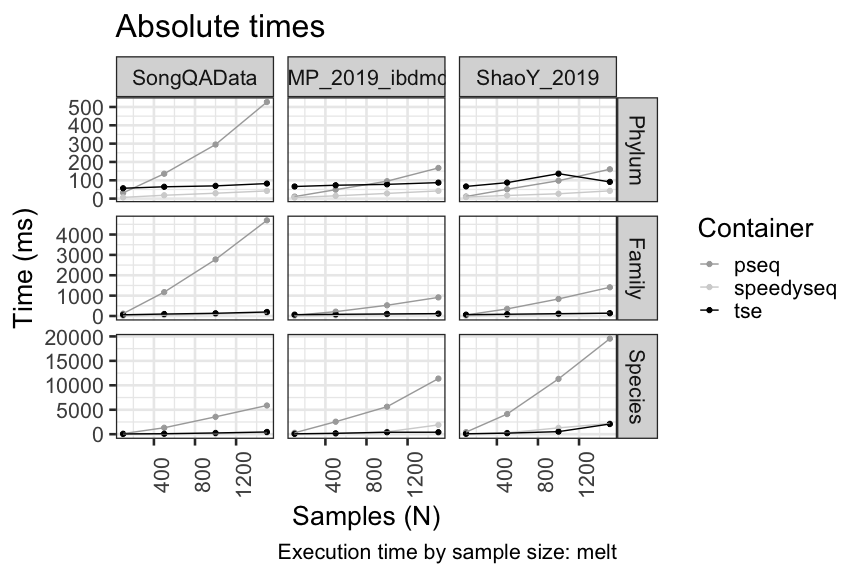 Absolute times
SongQAData MP_2019_ibdmd ShaoY_2019
500
400
300
200
100
0
Phylum
4000
3000
2000
1000
0
Family
20000
15000
10000
5000
0
Species
Time (ms)
400 800 1200 400 800 1200 400 800 1200
Samples (N)
Execution time by sample size: melt
Container
pseq
speedyseq
tse